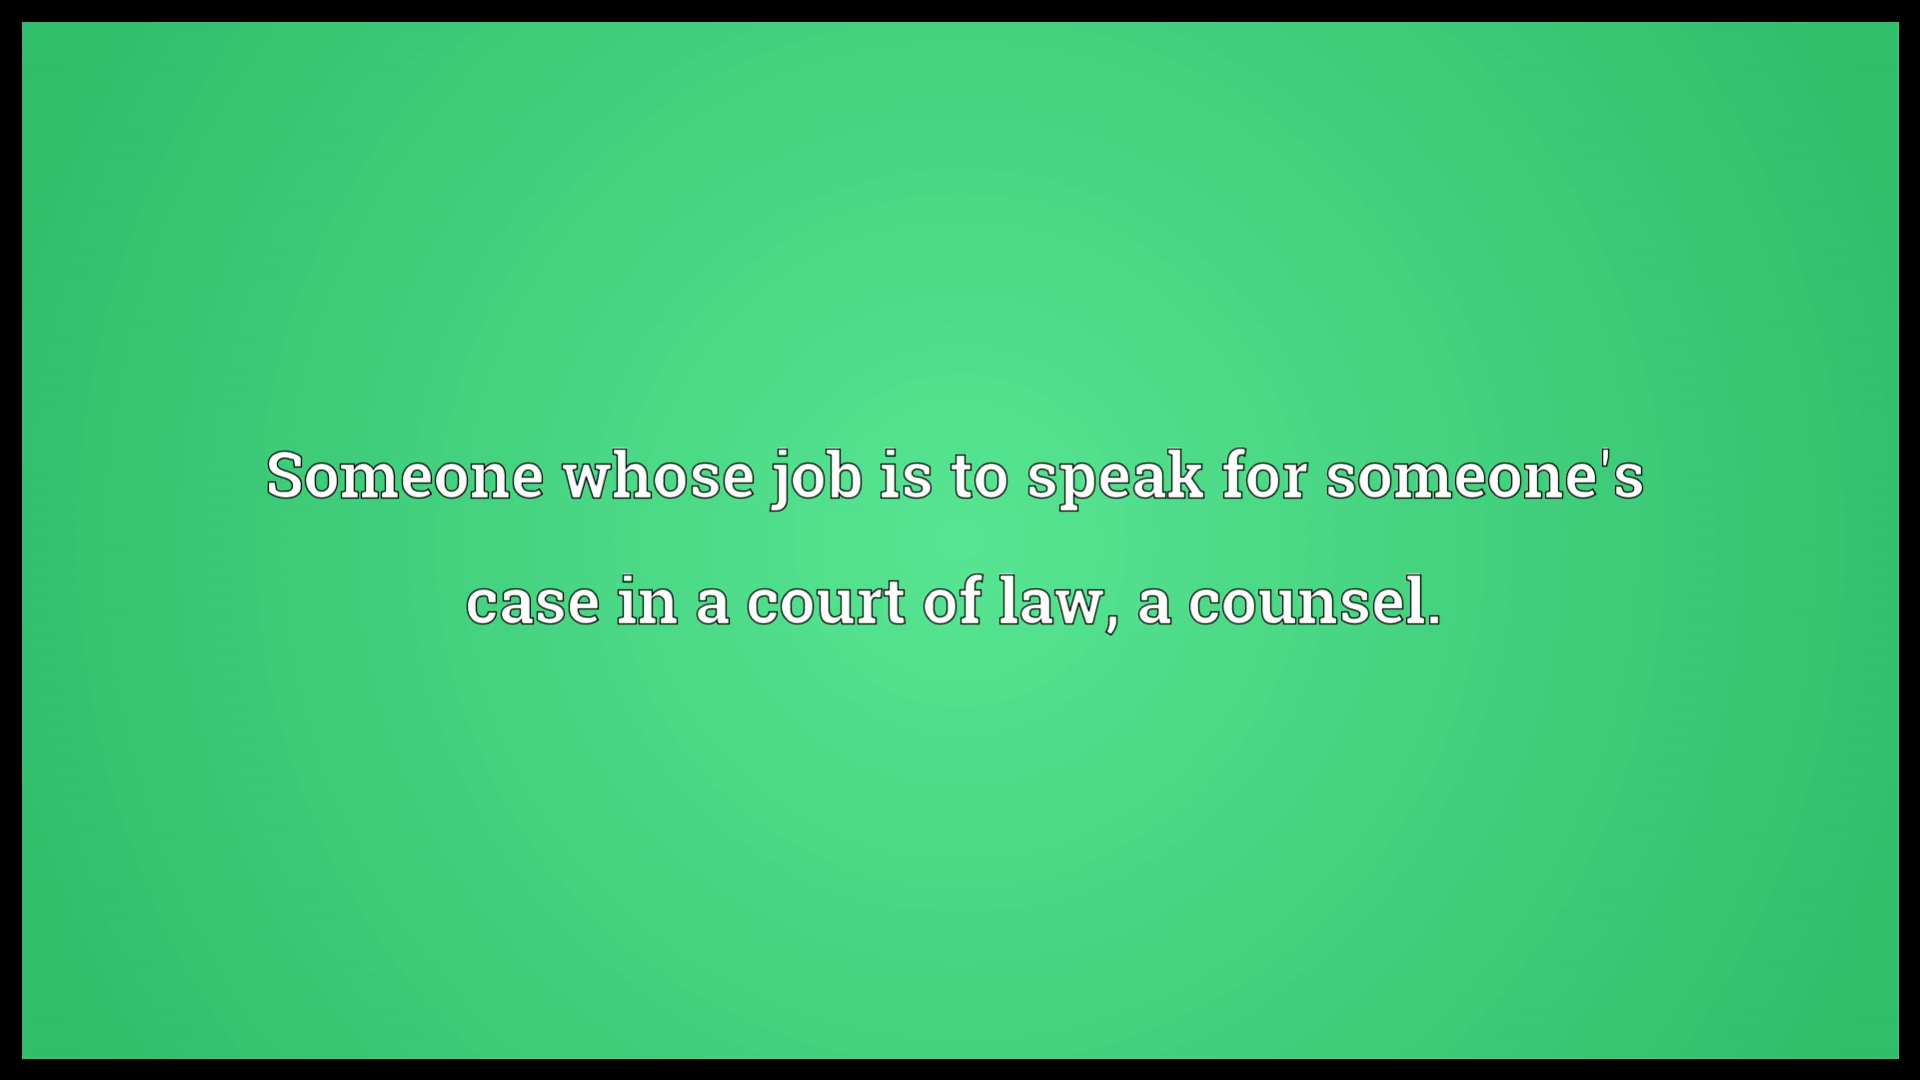 Someone whose job is to speak for someone's
case in a court of law, a counsel.